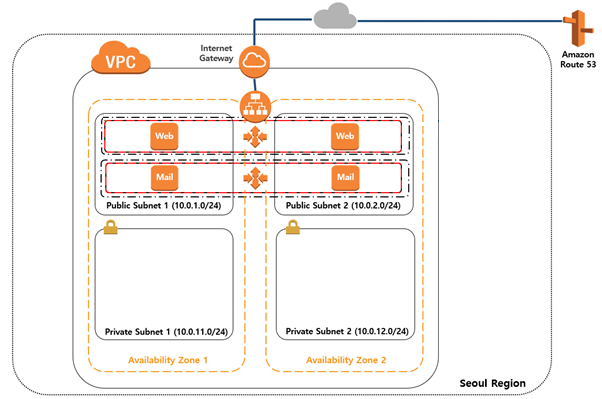 Internet
Gateway
Amazon
Route 53
VPC
Web
Web
Mail
Mail
Public Subnet 1 (10.0.1.0/24)
Public Subnet 2 (10.0.2.0/24)
Private Subnet 1 (10.0.11.0/24)
Private Subnet 2 (10.0.12.0/24)
Availability Zone 1
Availability Zone 2
Seoul Region